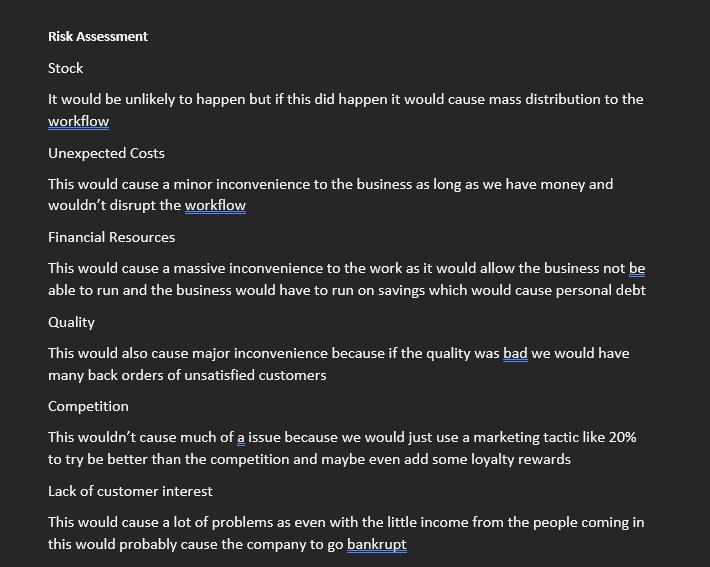 Risk Assessment
Stock
It would be unlikely to happen but if this did happen it would cause mass distribution to the
workflow
Unexpected Costs
This would cause a minor inconvenience to the business as long as we have money and
wouldn’t disrupt the workflow
Financial Resources
This would cause a massive inconvenience to the work as it would allow the business not be
able to run and the business would have to run on savings which would cause personal debt
Quality
This would also cause major inconvenience because if the quality was bad we would have
many back orders of unsatisfied customers
Competition
This wouldn’t cause much of a issue because we would just use a marketing tactic like 20%
to try be better than the competition and maybe even add some loyalty rewards
Lack of customer interest
This would cause a lot of problems as even with the little income from the people coming in
this would probably cause the company to go bankrupt